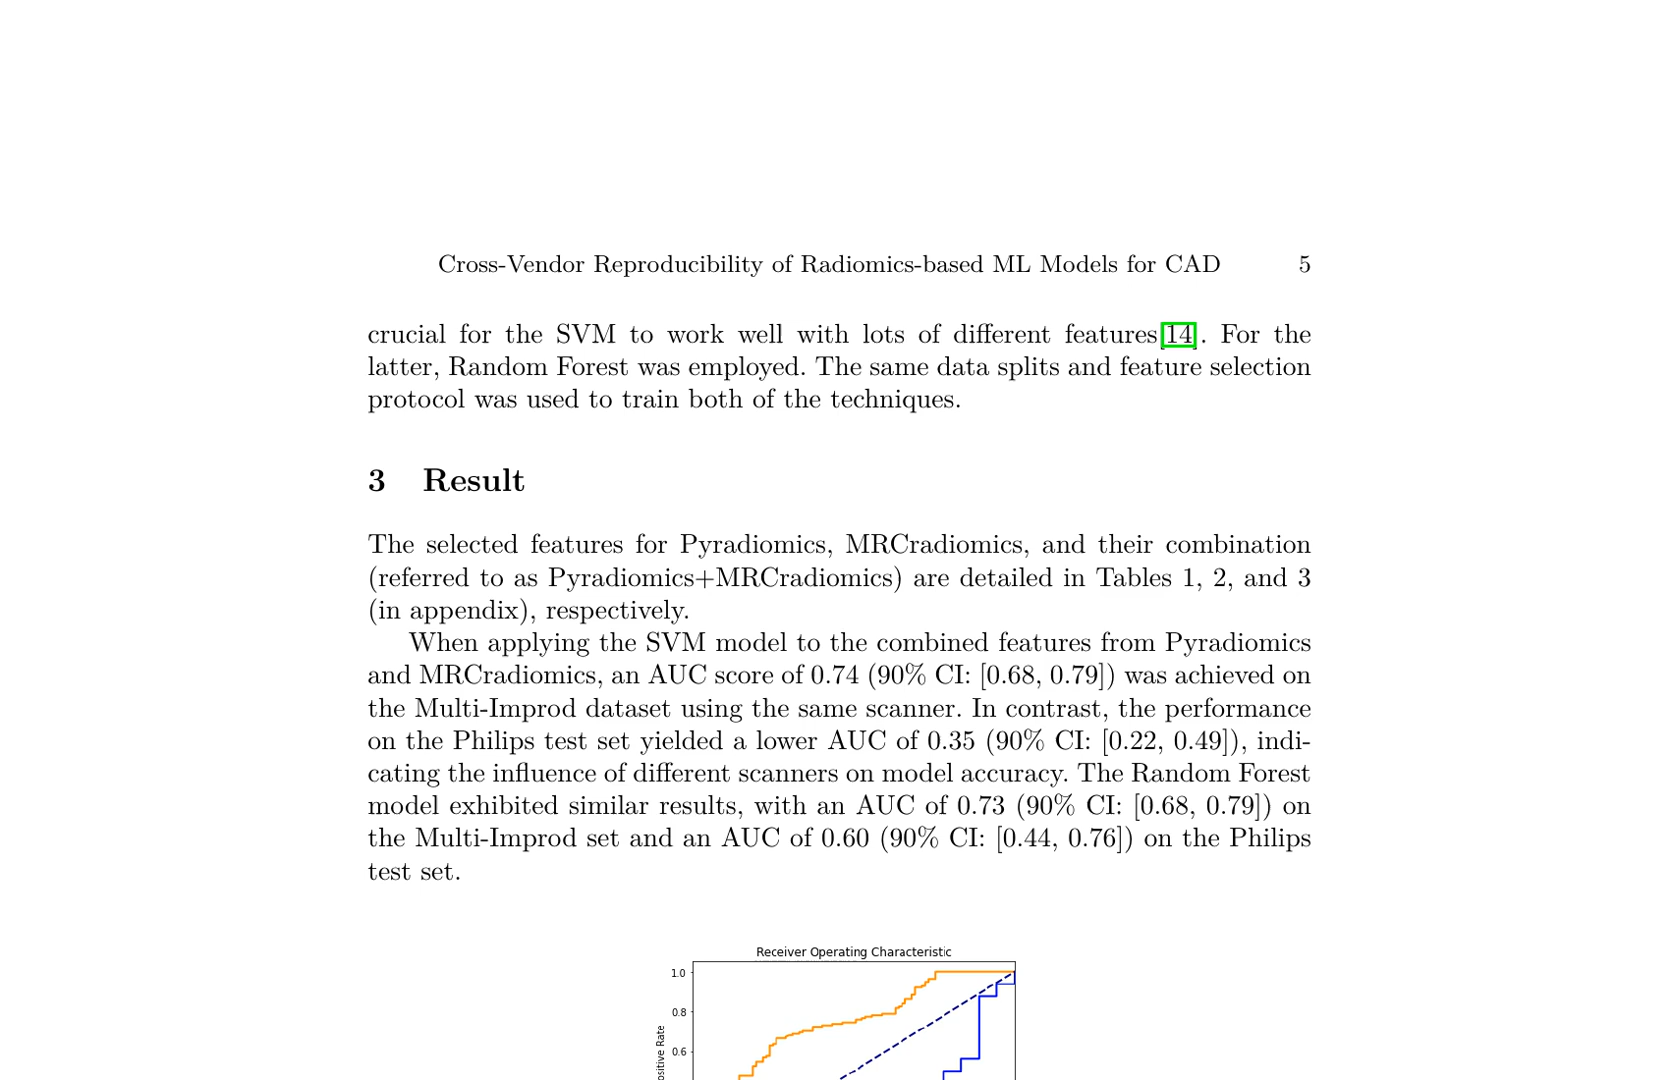 Cross-Vendor Reproducibility of Radiomics-based ML Models for CAD 5
crucial for the SVM to work well with lots of different features[14]. For the
latter, Random Forest was employed. The same data splits and feature selection
protocol was used to train both of the techniques.
3 Result
The selected features for Pyradiomics, MRCradiomics, and their combination
(referred to as Pyradiomics+MRCradiomics) are detailed in Tables 1, 2, and 3
(in appendix), respectively.
When applying the SVM model to the combined features from Pyradiomics
and MRCradiomics, an AUC score of 0.74 (90% CI: [0.68, 0.79]) was achieved on
the Multi-Improd dataset using the same scanner. In contrast, the performance
on the Philips test set yielded a lower AUC of 0.35 (90% CI: [0.22, 0.49]), indi-
cating the influence of different scanners on model accuracy. The Random Forest
model exhibited similar results, with an AUC of 0.73 (90% CI: [0.68, 0.79]) on
the Multi-Improd set and an AUC of 0.60 (90% CI: [0.44, 0.76]) on the Philips
test set.
Receiver Operating Characteristic
1.0
0.8
0.6
ositive Rate